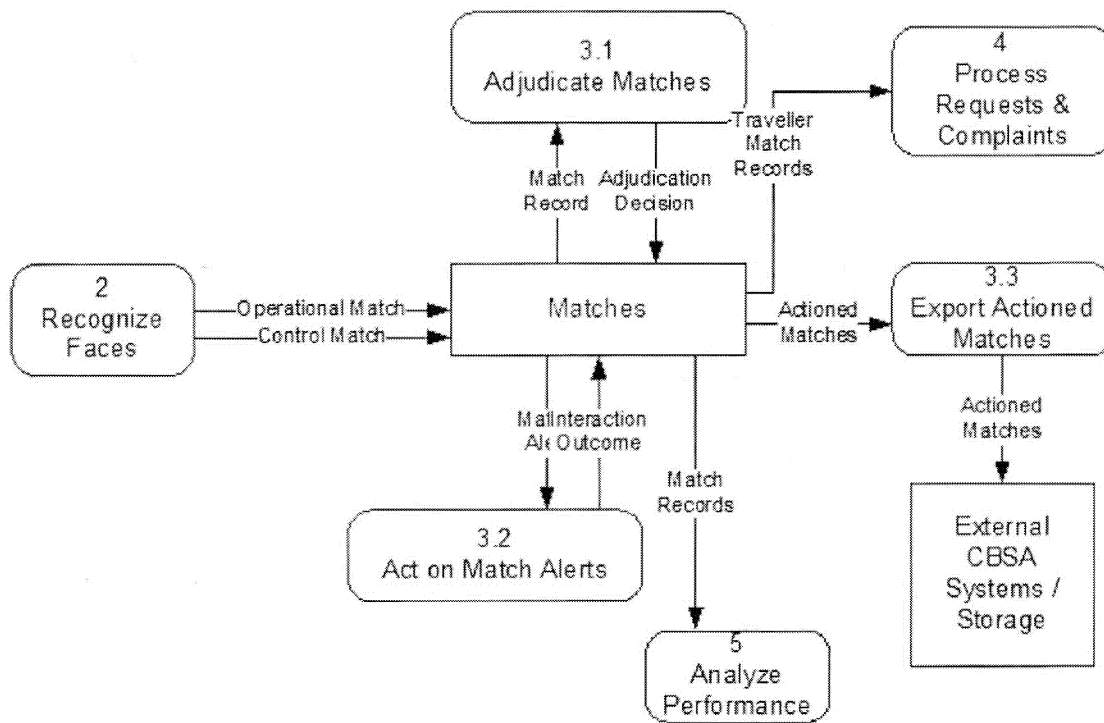 3.1
Adjudicate Matches
4
Process
Requests &
Complaints
Traveller
Match
Records
Match
Record
Adjudication
Decision
2
Recognize
Faces
Operational Match
Control Match
Matches
Actioned
Matches
3.3
Export Actioned
Matches
Interaction
Outcome
Actioned
Matches
Match
Records
3.2
Act on Match Alerts
External
CBSA
Systems /
Storage
5
Analyze
Performance